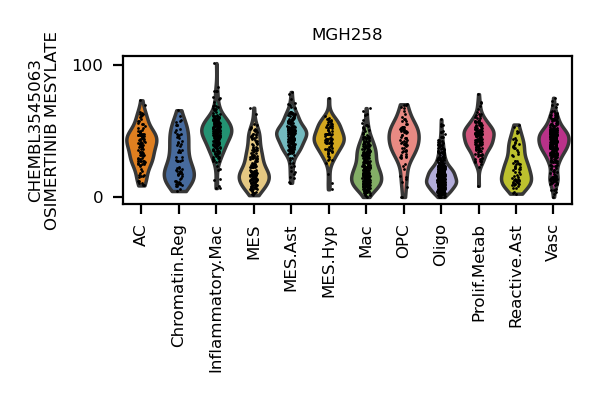 MGH258
CHEMBL3545063
OSIMERTINIB MESYLATE
100
0
AC
Chromatin.Reg
Inflammatory.Mac
MES
MES.Ast
MES.Hyp
Mac
OPC
Oligo
Prolif.Metab
Reactive.Ast
Vasc